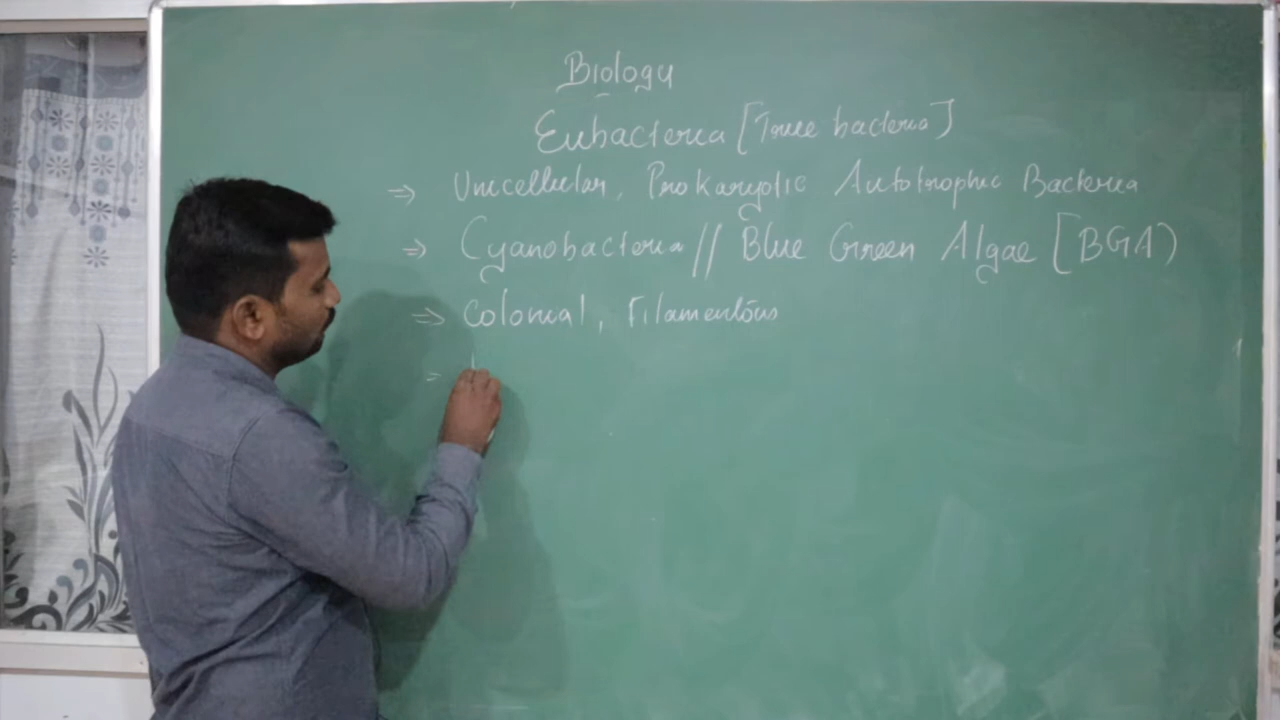 Biology
Eubacteria [True bacteria]
⇒ Unicellular, Prokaryotic Autotrophic Bacteria
⇒ Cyanobacteria // Blue Green Algae [BGA)
⇒ Colonial, Filamentous
=